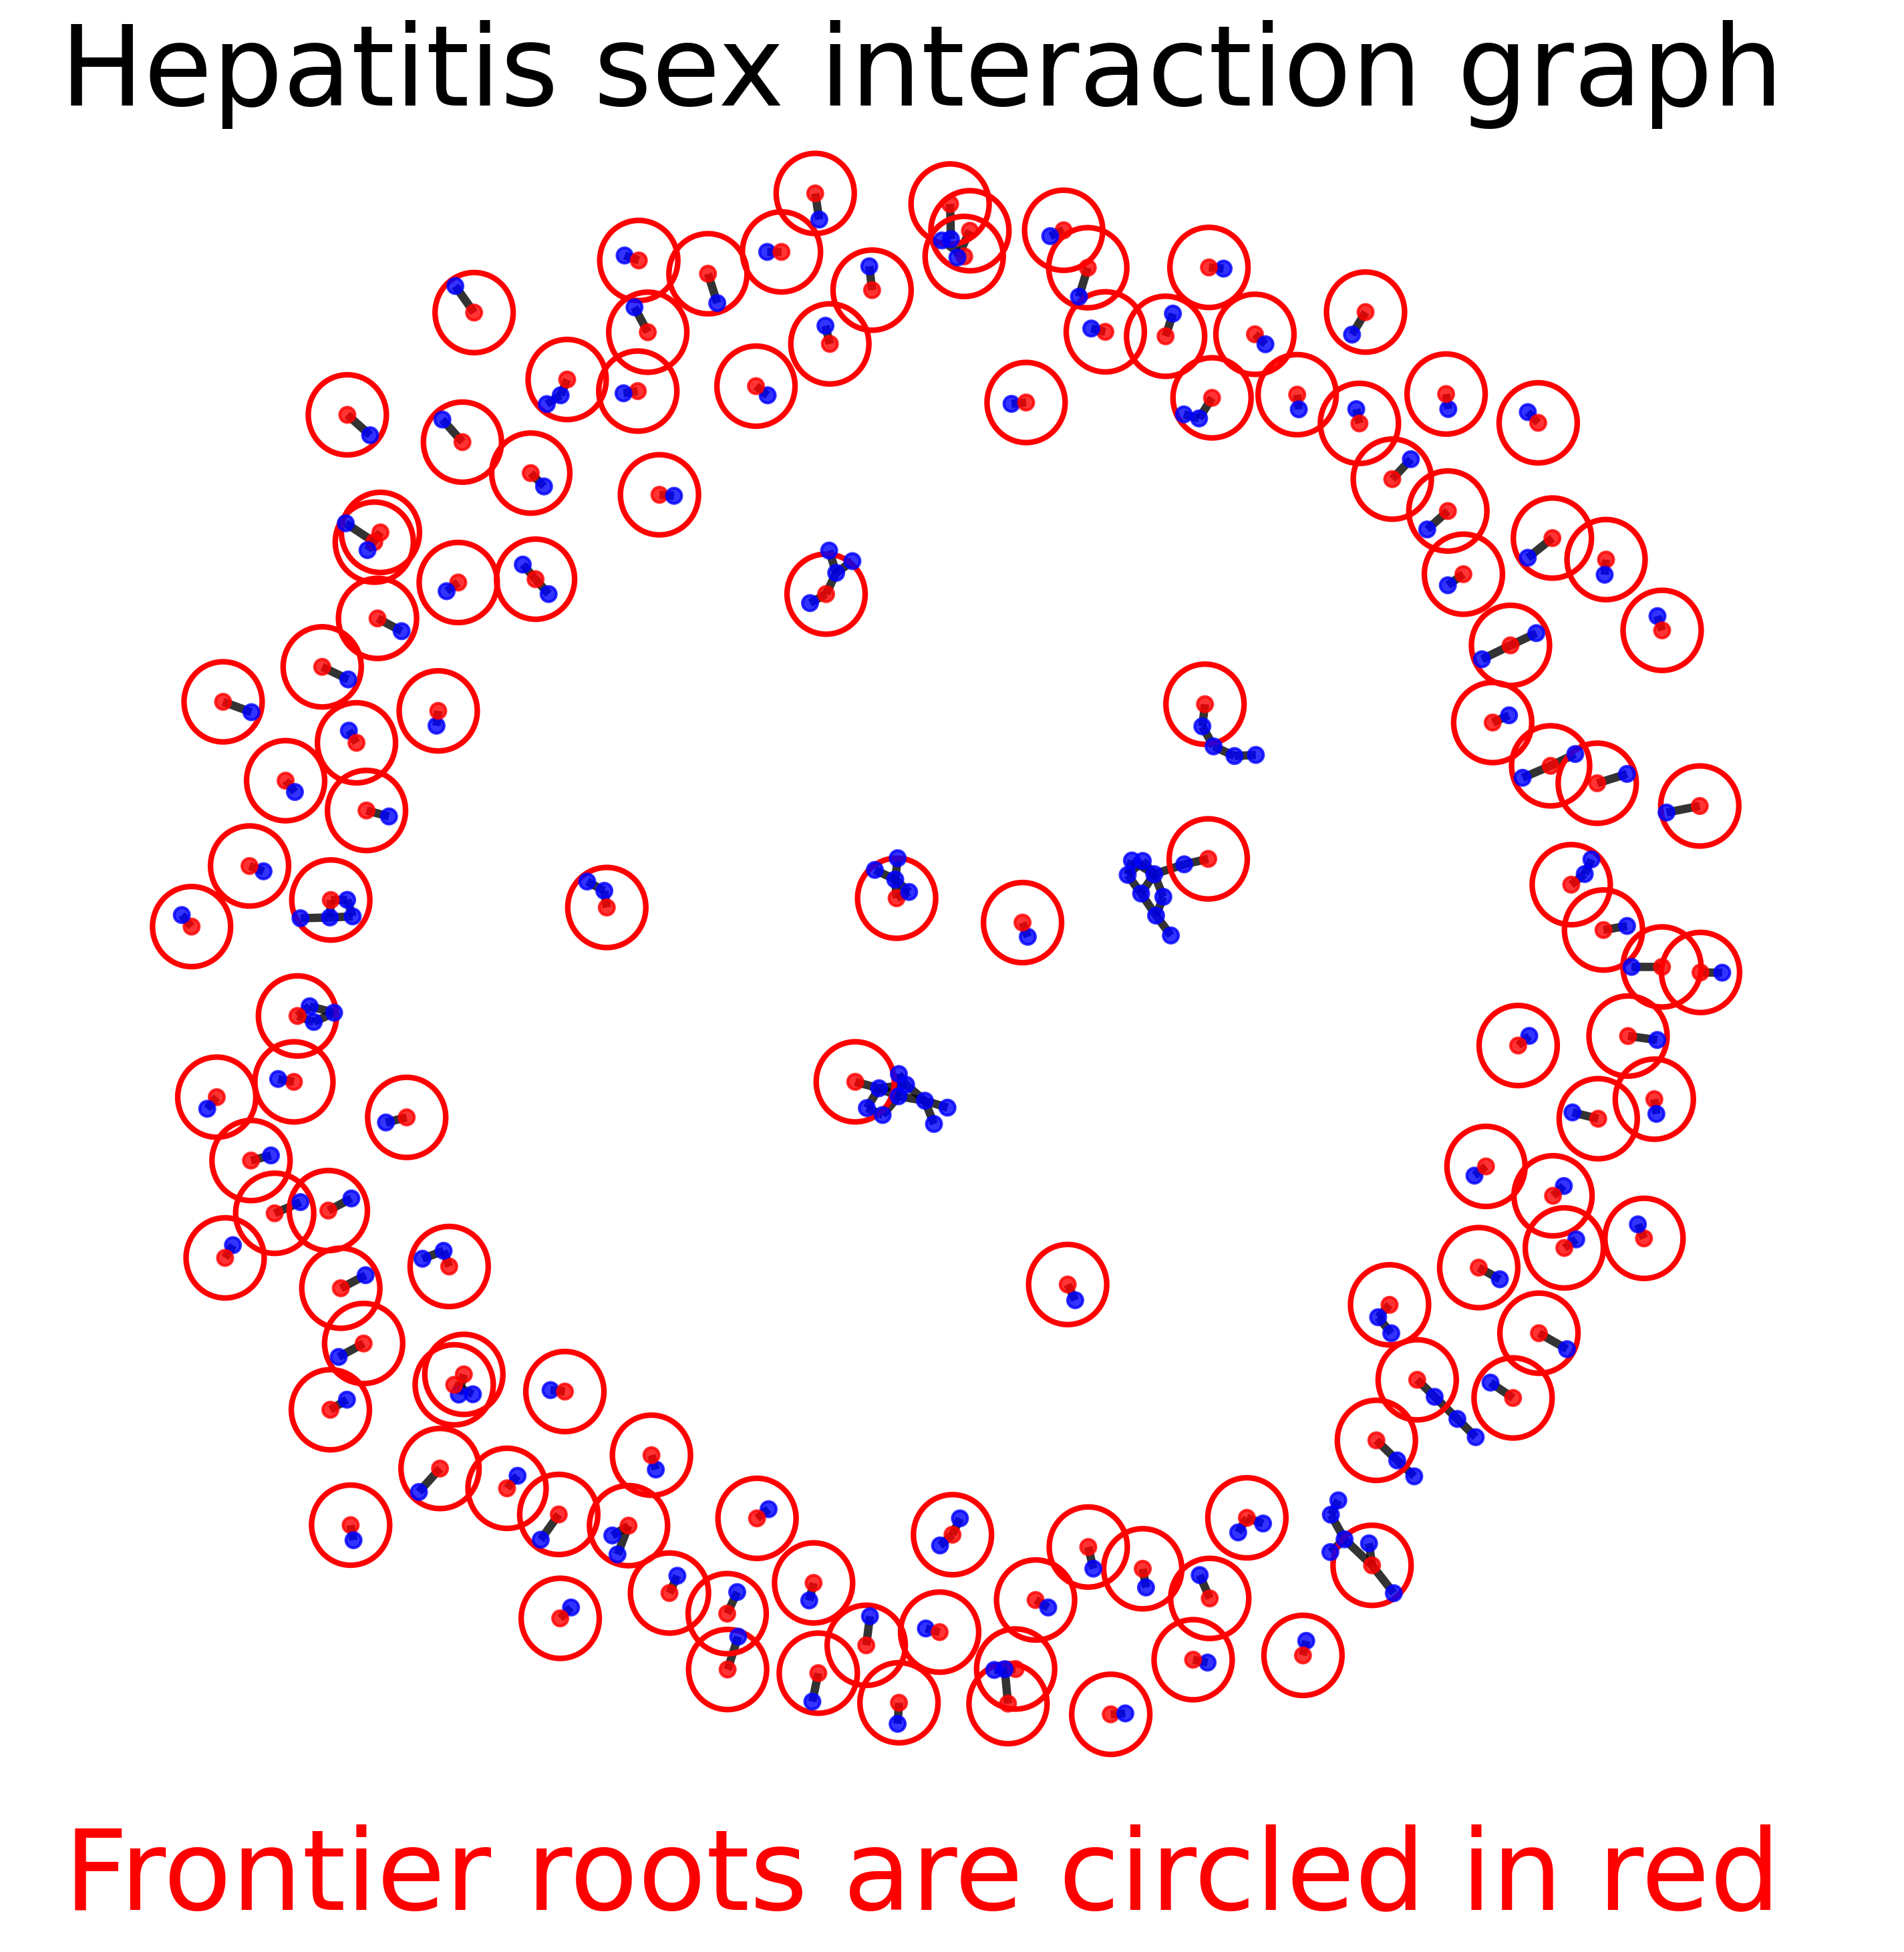 Hepatitis sex interaction graph
Frontier roots are circled in red